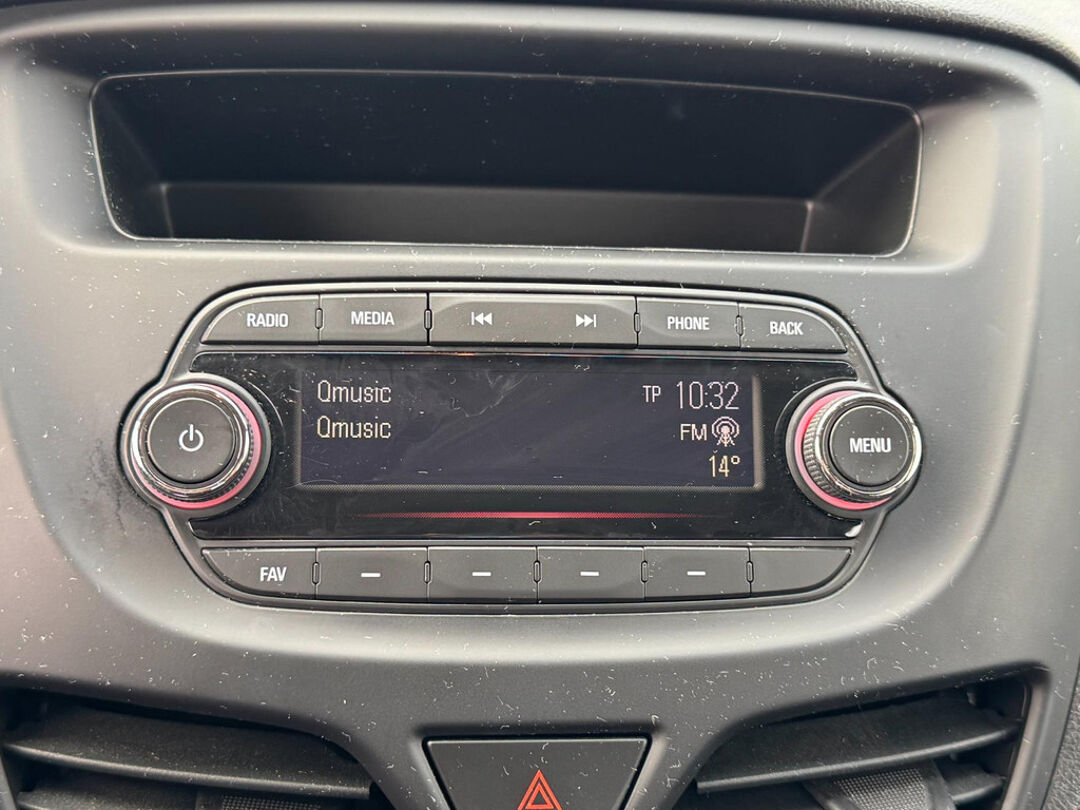 RADIO MEDIA PHONE BACK
Qmusic TP 10:32
Qmusic FM
14°
MENU
FAV